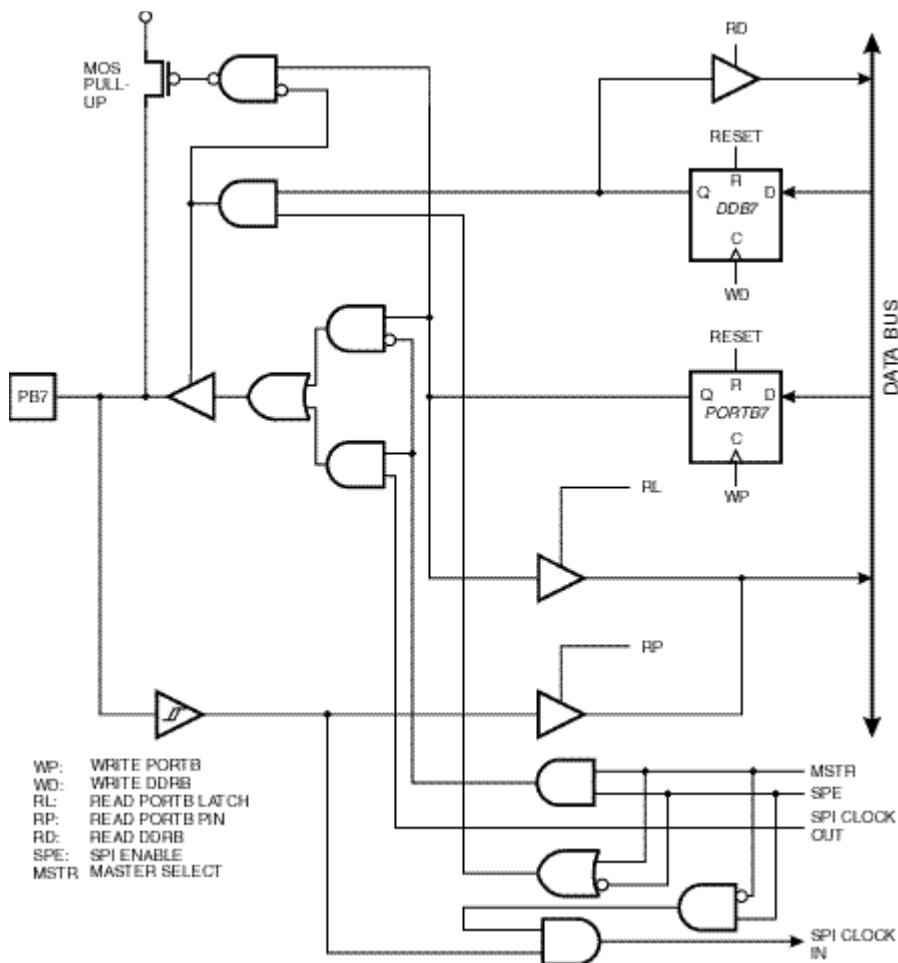 MOS
PULL-
UP
RD
RESET
R
Q
D
DDB7
C
WD
RESET
R
Q
D
PORTB7
C
WP
PB7
DATA BUS
RL
RP
WP: WRITE PORTB
WD: WRITE DDRB
RL: READ PORTB LATCH
RP: READ PORTB PIN
RD: READ DDRB
SPE: SPI ENABLE
MSTR MASTER SELECT
MSTR
SPE
SPI CLOCK
OUT
SPI CLOCK
IN